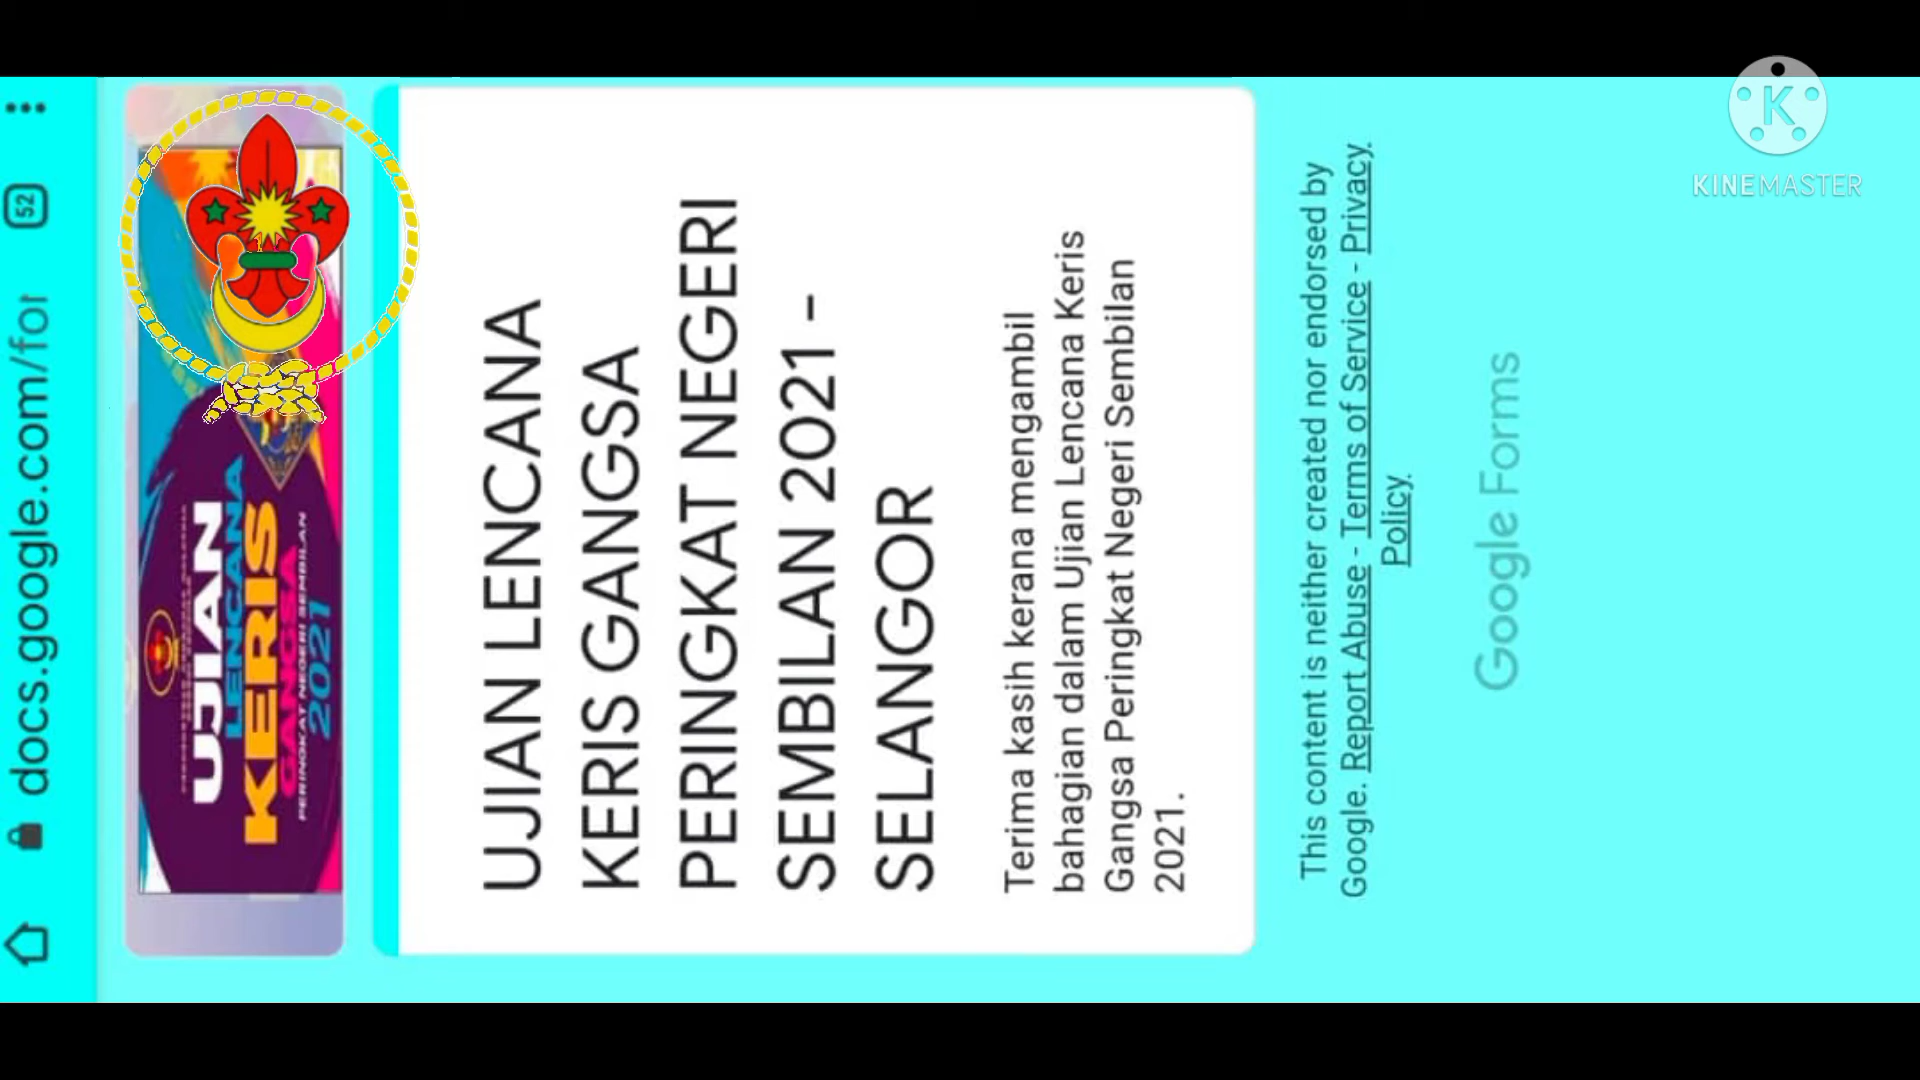 docs.google.com/for
52
UJIAN
LENCANA
KERIS
GANGSA
PERINGKAT NEGERI SEMBILAN
2021
UJIAN LENCANA
KERIS GANGSA
PERINGKAT NEGERI
SEMBILAN 2021 -
SELANGOR
Terima kasih kerana mengambil
bahagian dalam Ujian Lencana Keris
Gangsa Peringkat Negeri Sembilan
2021.
This content is neither created nor endorsed by
Google. Report Abuse - Terms of Service - Privacy
Policy.
Google Forms
K
KINEMASTER